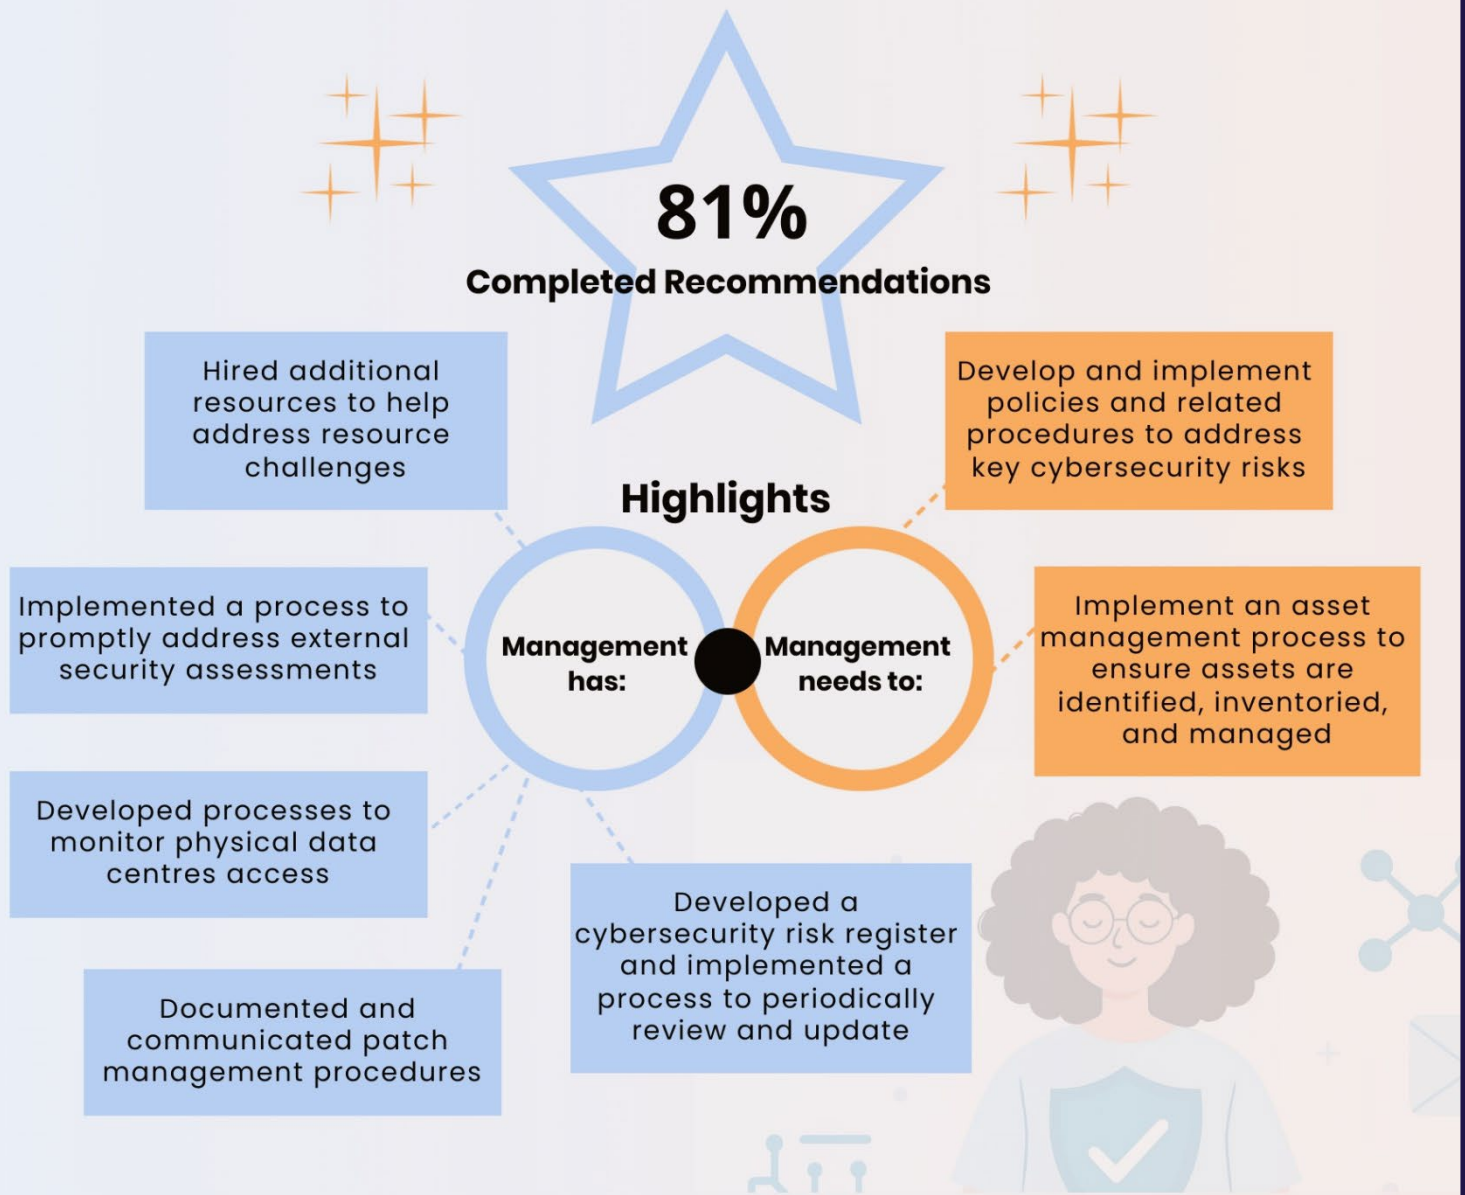 81%
Completed Recommendations
Hired additional
resources to help
address resource
challenges
Develop and implement
policies and related
procedures to address
key cybersecurity risks
Highlights
Implemented a process to
promptly address external
security assessments
Management
has:
Management
needs to:
Implement an asset
management process to
ensure assets are
identified, inventoried,
and managed
Developed processes to
monitor physical data
centres access
Developed a
cybersecurity risk register
and implemented a
process to periodically
review and update
Documented and
communicated patch
management procedures